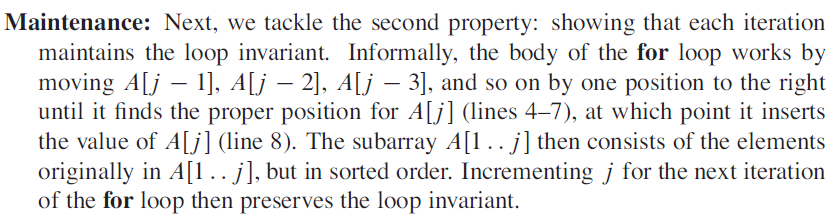 Maintenance: Next, we tackle the second property: showing that each iteration
maintains the loop invariant. Informally, the body of the for loop works by
moving A[j − 1], A[j − 2], A[j − 3], and so on by one position to the right
until it finds the proper position for A[j] (lines 4–7), at which point it inserts
the value of A[j] (line 8). The subarray A[1 . . j] then consists of the elements
originally in A[1 . . j], but in sorted order. Incrementing j for the next iteration
of the for loop then preserves the loop invariant.